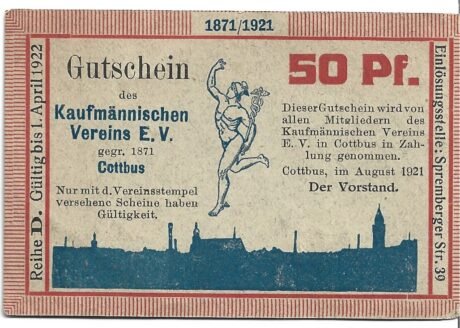 1871/1921
Gutschein
des
Kaufmännischen
Vereins E.V.
gegr. 1871
Cottbus
Nur mit d. Vereinsstempel
versehene Scheine haben
Gültigkeit.
50 Pf.
Dieser Gutschein wird von
allen Mitgliedern des
Kaufmännischen Vereins
E. V. in Cottbus in Zah-
lung genommen.
Cottbus, im August 1921
Der Vorstand.
Reihe D. Gültig bis 1. April 1922
Einlösungsstelle: Spremberger Str. 39